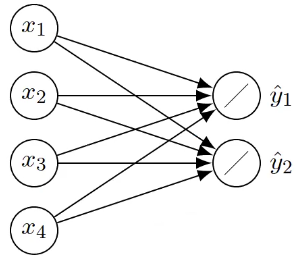 x₁
x₂
x₃
x₄
ŷ₁
ŷ₂